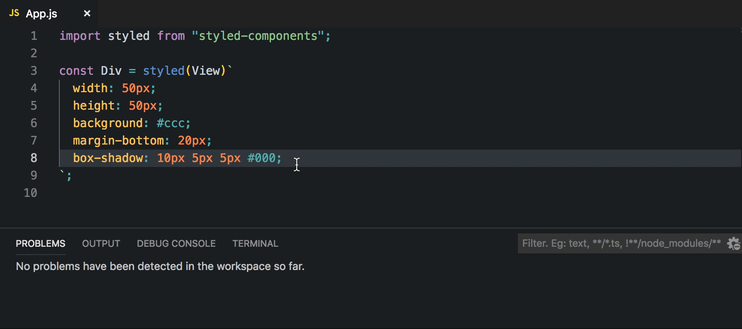 JS App.js ×
1 import styled from "styled-components";
2
3 const Div = styled(View)`
4 width: 50px;
5 height: 50px;
6 background: #ccc;
7 margin-bottom: 20px;
8 box-shadow: 10px 5px 5px #000;
9 `;
10
PROBLEMS OUTPUT DEBUG CONSOLE TERMINAL Filter. Eg: text, **/*.ts, !**/node_modules/**
No problems have been detected in the workspace so far.